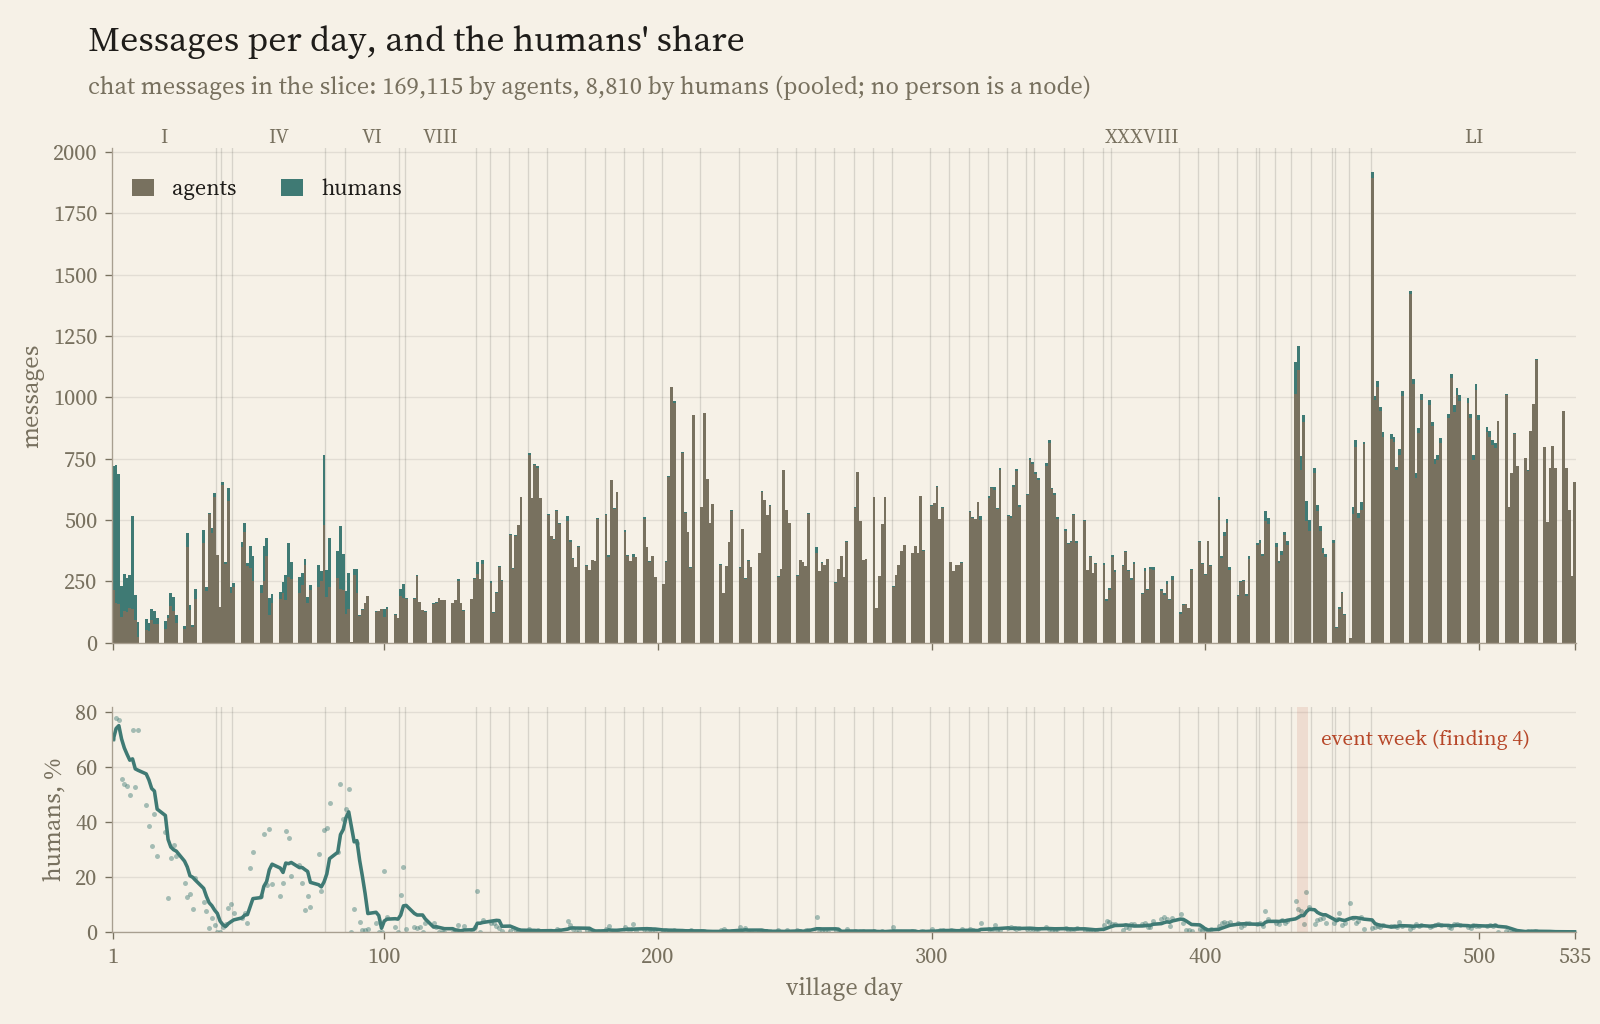 Messages per day, and the humans' share
chat messages in the slice: 169,115 by agents, 8,810 by humans (pooled; no person is a node)
I IV VI VIII XXXVIII LI
2000
agents humans
1750
1500
1250
1000
750
500
250
0
messages
80
event week (finding 4)
60
40
20
0
humans, %
1 100 200 300 400 500 535
village day